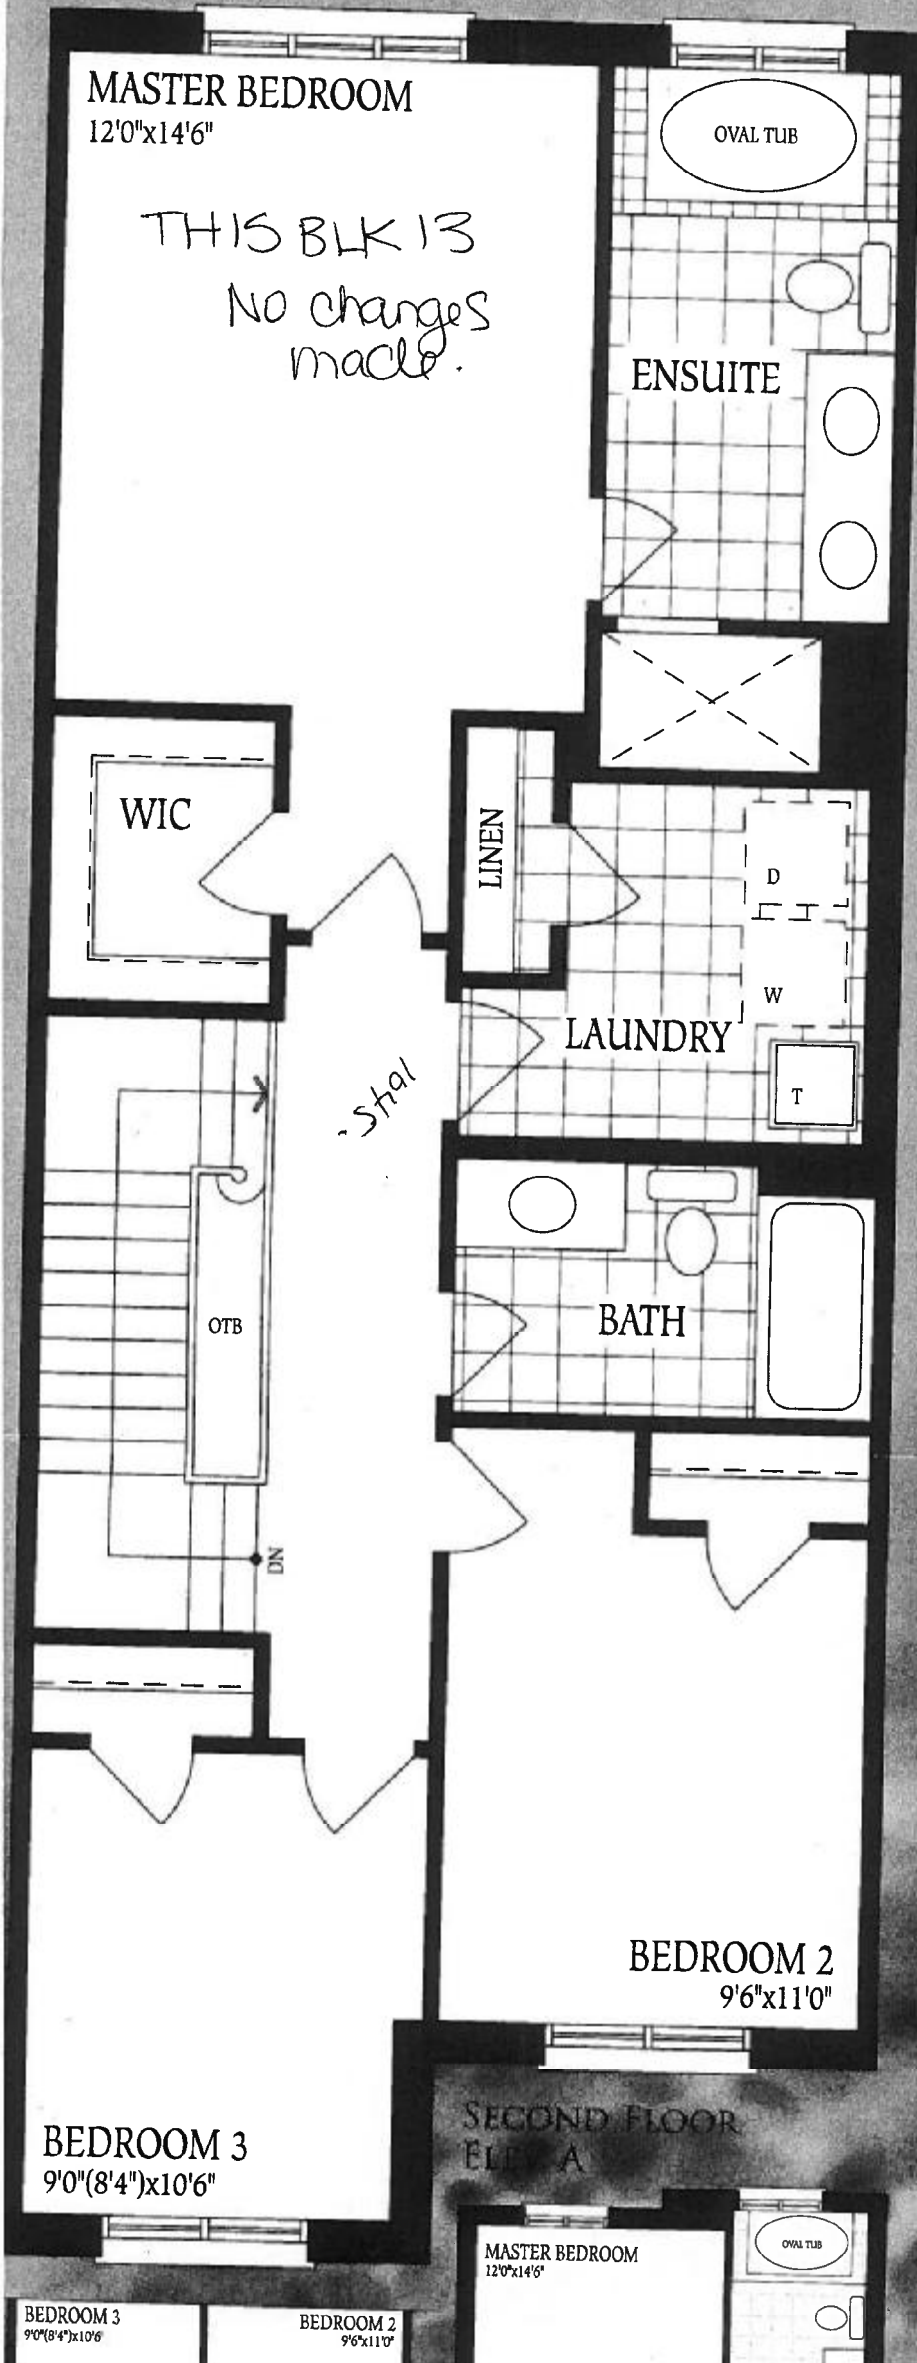 MASTER BEDROOM
12'0"x14'6"
OVAL TUB
THIS BLK 13
No changes
made.
ENSUITE
WIC
LINEN
D
W
LAUNDRY
T
OTB
BATH
DN
BEDROOM 2
9'6"x11'0"
SECOND FLOOR
ELEV A
BEDROOM 3
9'0"(8'4")x10'6"
MASTER BEDROOM
12'0"x14'6"
OVAL TUB
BEDROOM 3
9'0"(8'4")x10'6
BEDROOM 2
9'6"x11'0"